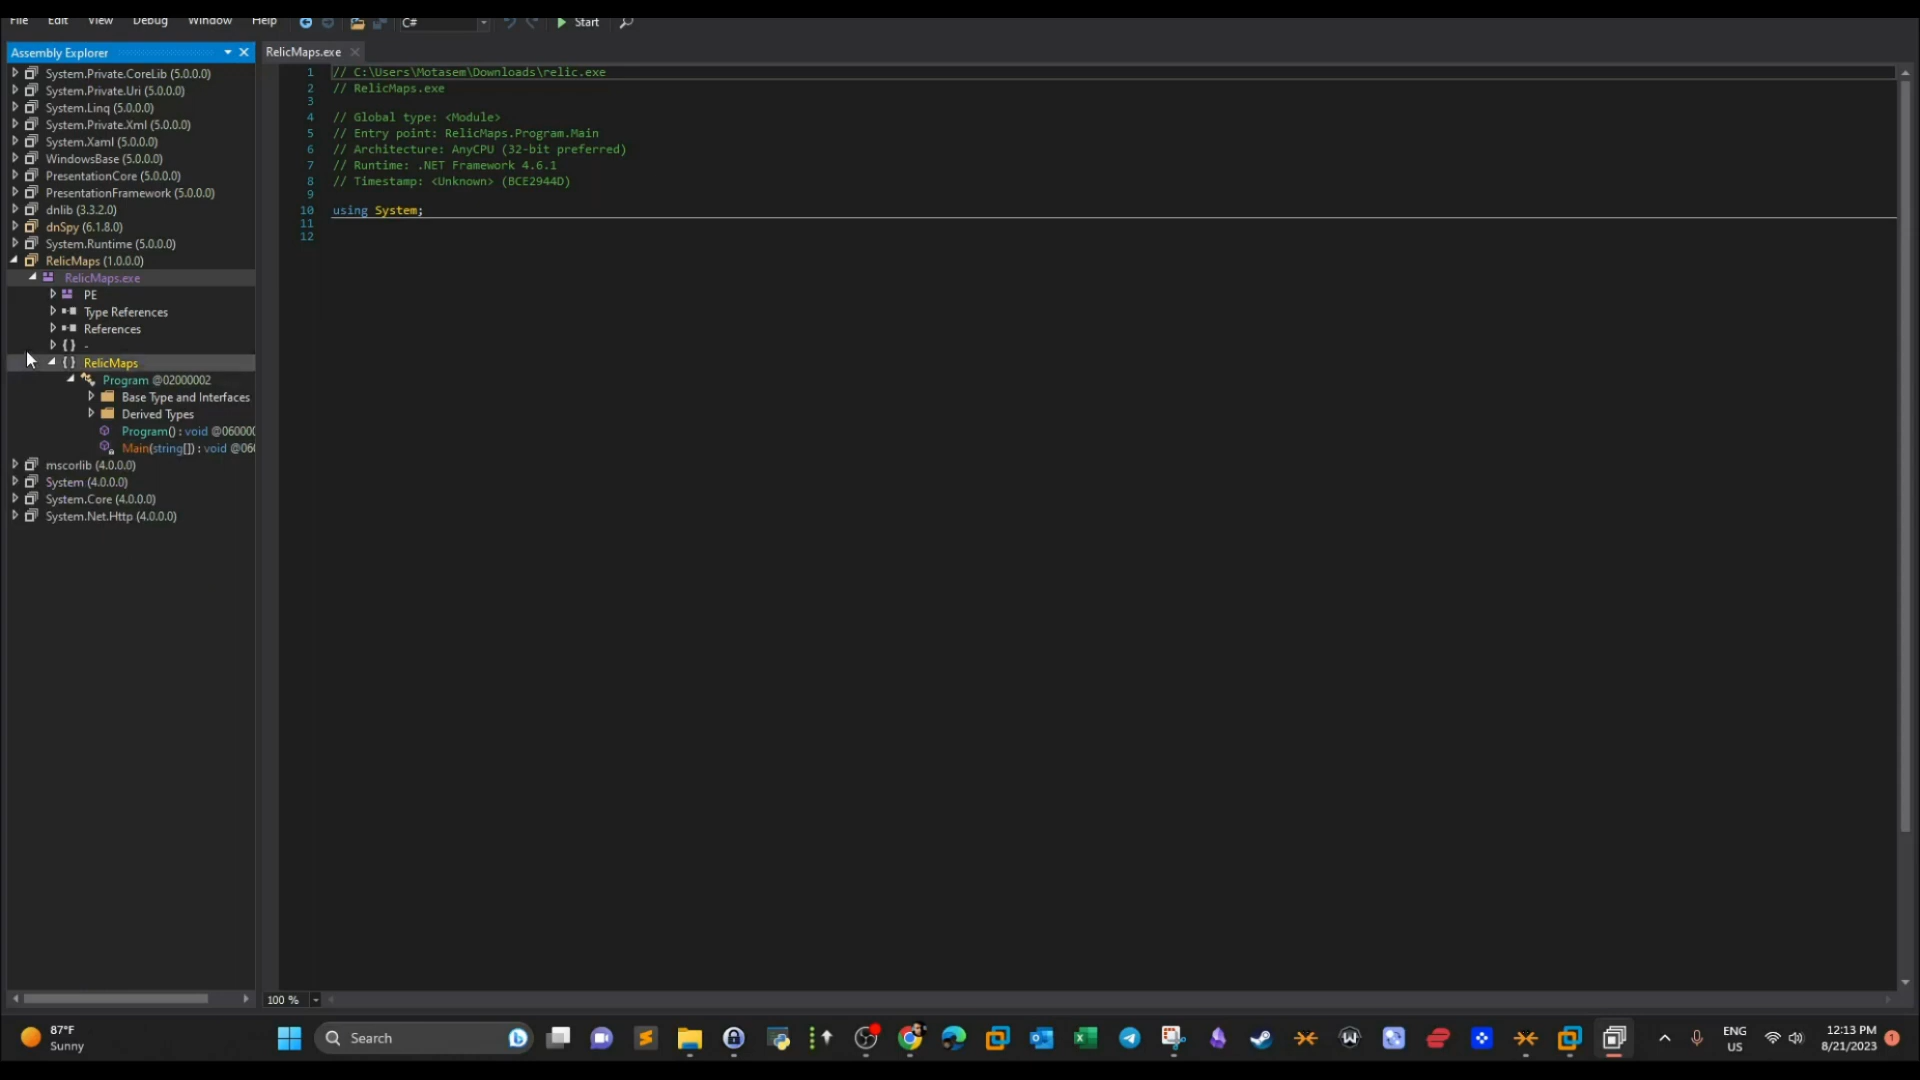 File Edit View Debug Window Help C# Start
Assembly Explorer
System.Private.CoreLib (5.0.0.0)
System.Private.Uri (5.0.0.0)
System.Linq (5.0.0.0)
System.Private.Xml (5.0.0.0)
System.Xaml (5.0.0.0)
WindowsBase (5.0.0.0)
PresentationCore (5.0.0.0)
PresentationFramework (5.0.0.0)
dnlib (3.3.2.0)
dnSpy (6.1.8.0)
System.Runtime (5.0.0.0)
RelicMaps (1.0.0.0)
RelicMaps.exe
PE
Type References
References
{ } -
{ } RelicMaps
Program @02000002
Base Type and Interfaces
Derived Types
Program() : void @06000
Main(string[]) : void @06
mscorlib (4.0.0.0)
System (4.0.0.0)
System.Core (4.0.0.0)
System.Net.Http (4.0.0.0)
RelicMaps.exe
1 // C:\Users\Motasem\Downloads\relic.exe
2 // RelicMaps.exe
3
4 // Global type: <Module>
5 // Entry point: RelicMaps.Program.Main
6 // Architecture: AnyCPU (32-bit preferred)
7 // Runtime: .NET Framework 4.6.1
8 // Timestamp: <Unknown> (BCE2944D)
9
10 using System;
11
12
100 %
87°F
Sunny
Search
ENG
US
12:13 PM
8/21/2023
1